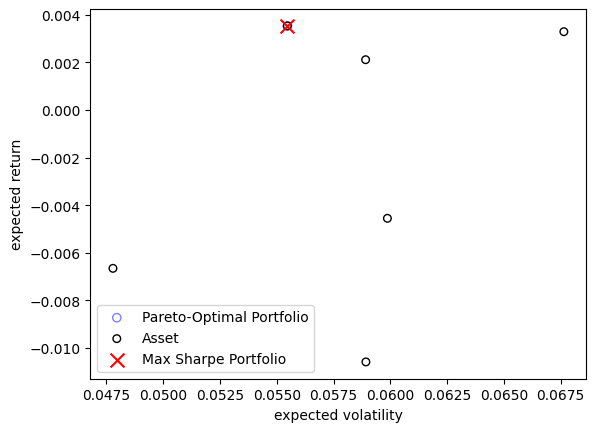 0.004
0.002
0.000
−0.002
−0.004
−0.006
−0.008
−0.010
expected return
Pareto-Optimal Portfolio
Asset
Max Sharpe Portfolio
0.0475 0.0500 0.0525 0.0550 0.0575 0.0600 0.0625 0.0650 0.0675
expected volatility